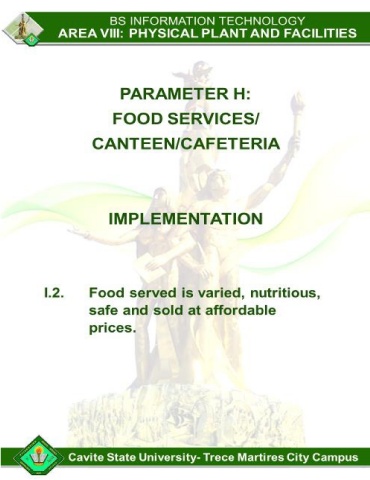 BS INFORMATION TECHNOLOGY
AREA VIII: PHYSICAL PLANT AND FACILITIES
PARAMETER H:
FOOD SERVICES/
CANTEEN/CAFETERIA
IMPLEMENTATION
I.2. Food served is varied, nutritious,
safe and sold at affordable
prices.
Cavite State University- Trece Martires City Campus